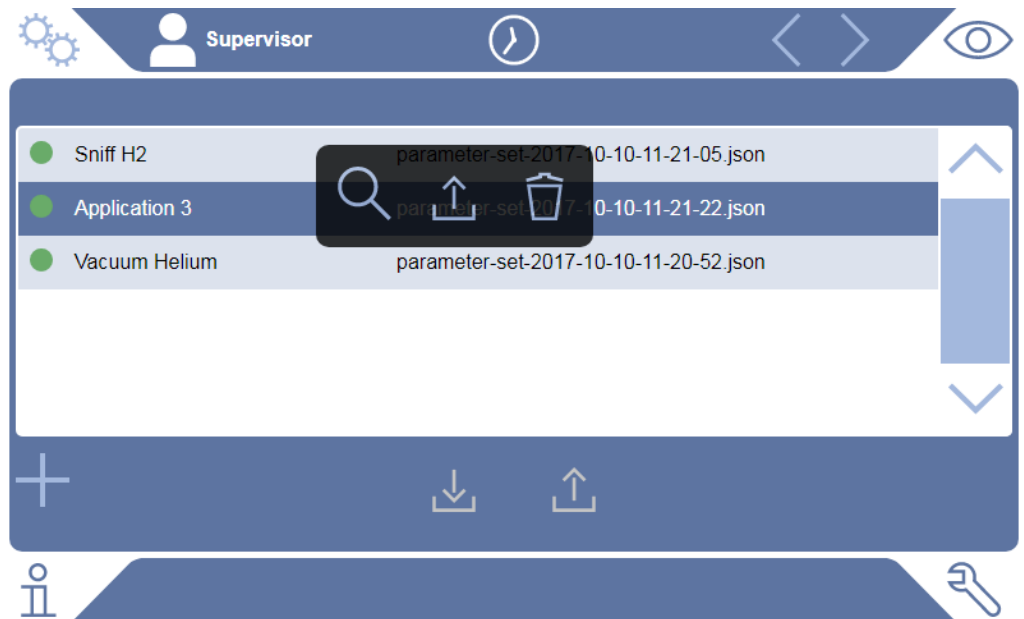 Supervisor
Sniff H2 parameter-set-2017-10-10-11-21-05.json
Application 3 parameter-set-2017-10-10-11-21-22.json
Vacuum Helium parameter-set-2017-10-10-11-20-52.json